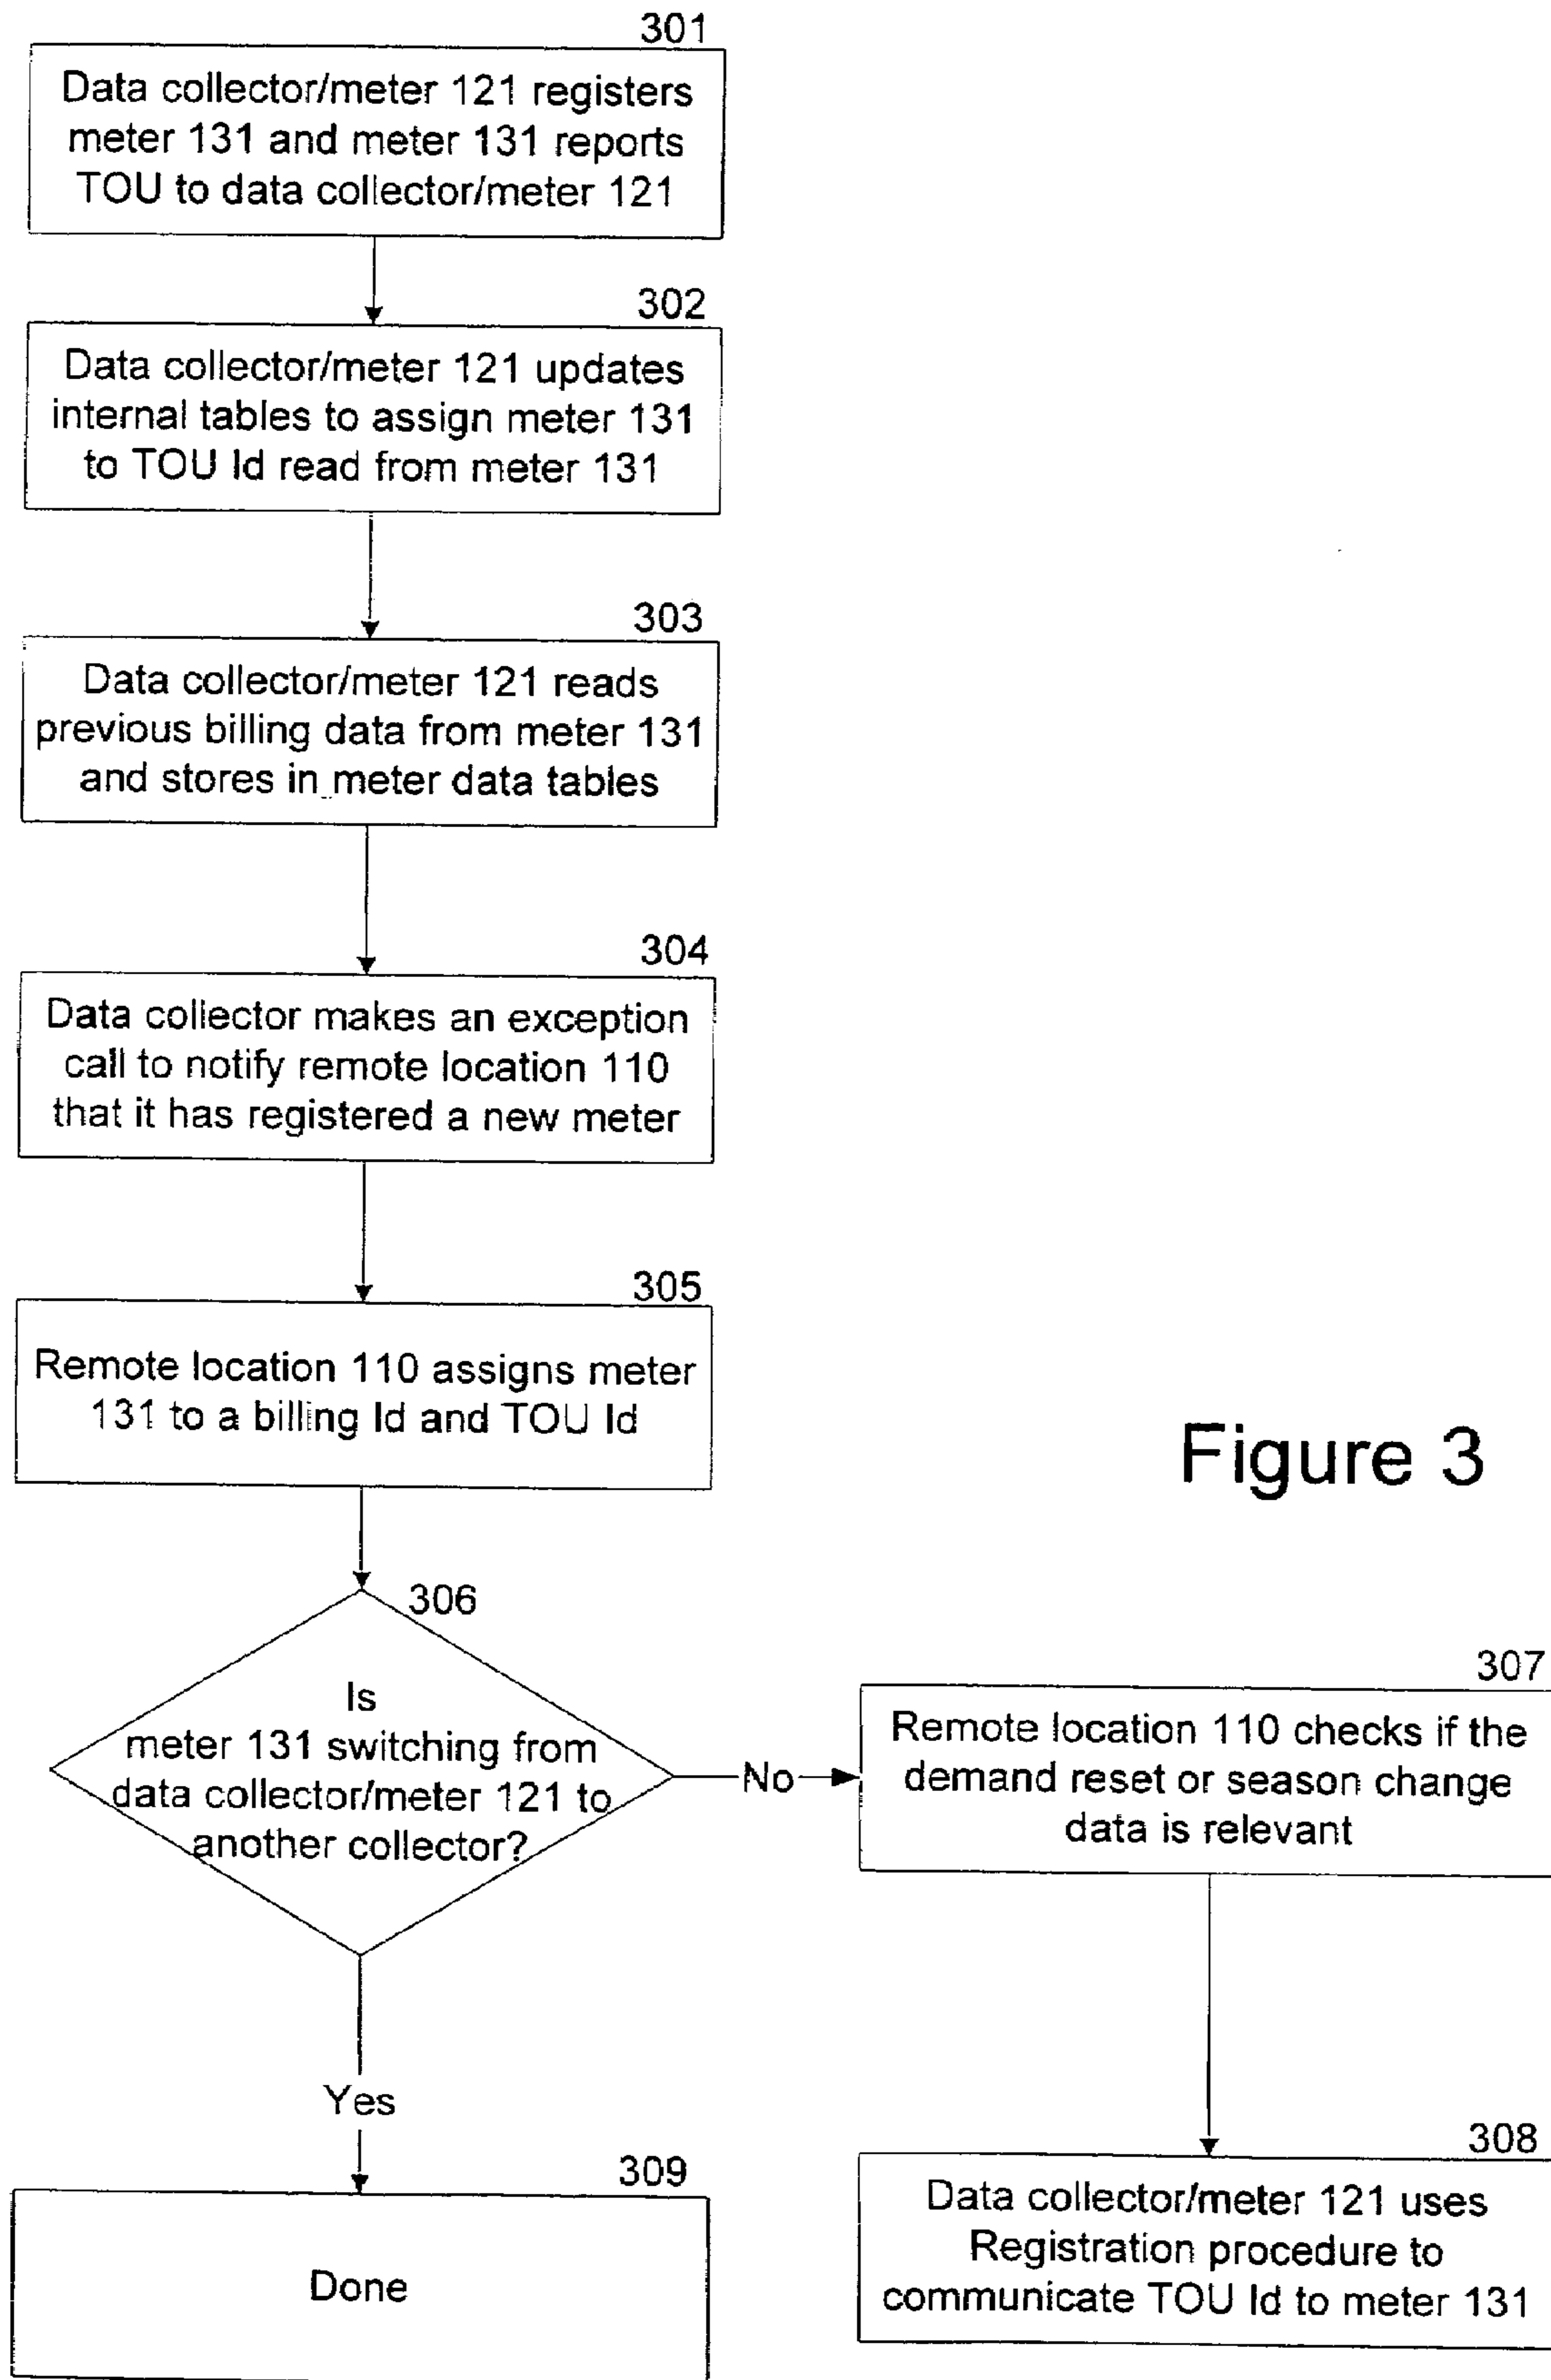 301
Data collector/meter 121 registers
meter 131 and meter 131 reports
TOU to data collector/meter 121
302
Data collector/meter 121 updates
internal tables to assign meter 131
to TOU Id read from meter 131
303
Data collector/meter 121 reads
previous billing data from meter 131
and stores in meter data tables
304
Data collector makes an exception
call to notify remote location 110
that it has registered a new meter
305
Remote location 110 assigns meter
131 to a billing Id and TOU Id
Figure 3
306
Is
meter 131 switching from
data collector/meter 121 to
another collector?
No
307
Remote location 110 checks if the
demand reset or season change
data is relevant
Yes
308
Data collector/meter 121 uses
Registration procedure to
communicate TOU Id to meter 131
309
Done